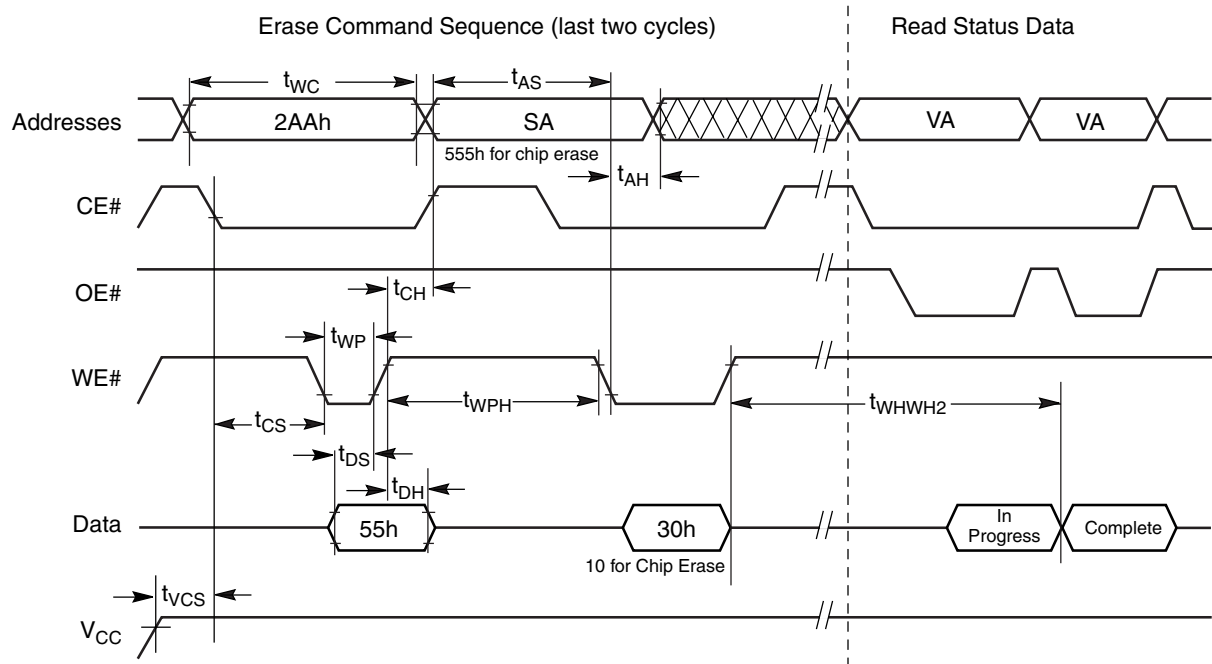 Erase Command Sequence (last two cycles)
Read Status Data
tWC
tAS
Addresses
2AAh
SA
VA
VA
555h for chip erase
tAH
CE#
OE#
tCH
tWP
WE#
tWPH
tWHWH2
tCS
tDS
tDH
Data
55h
30h
In
Progress
Complete
10 for Chip Erase
tVCS
VCC